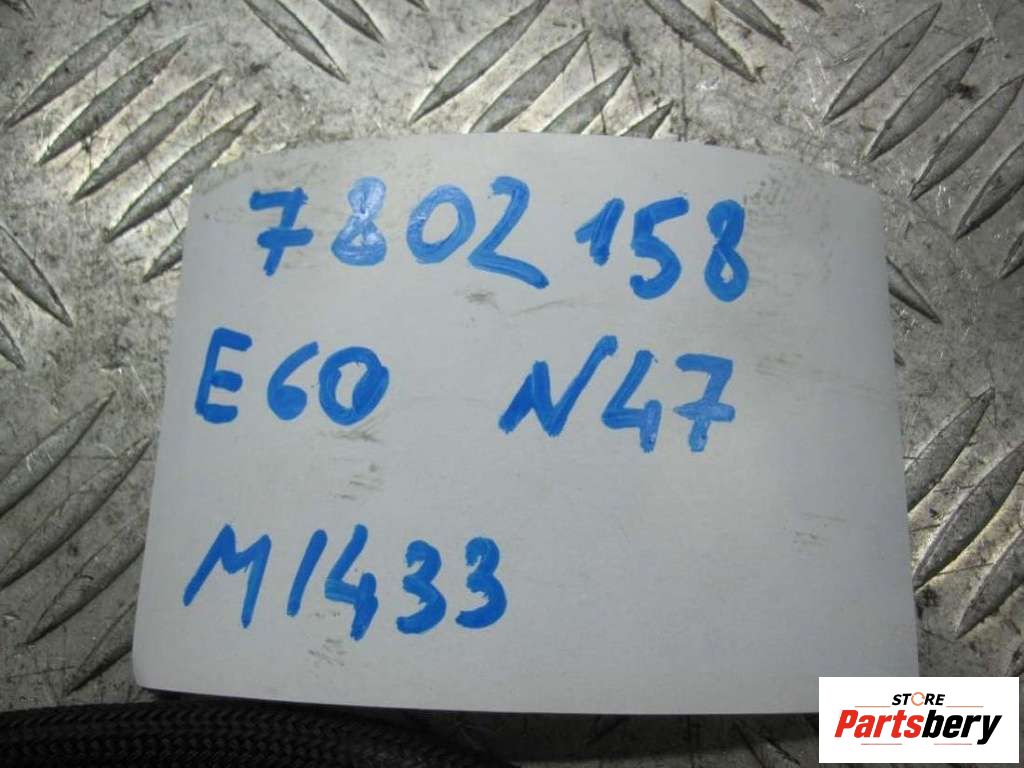 7802158
E60 N47
M1433
STORE
Partsbery